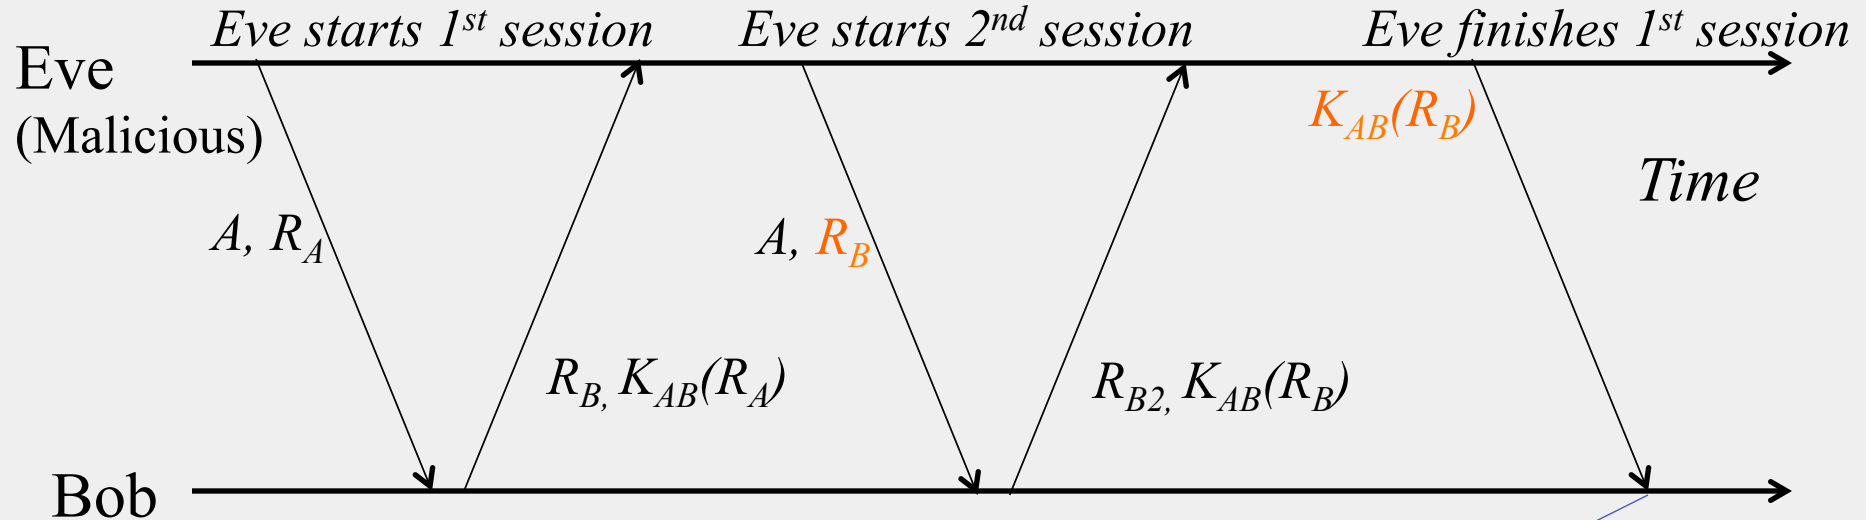 Eve starts 1st session
Eve starts 2nd session
Eve finishes 1st session
Eve
(Malicious)
KAB(RB)
Time
A, RA
A, RB
RB, KAB(RA)
RB2, KAB(RB)
Bob